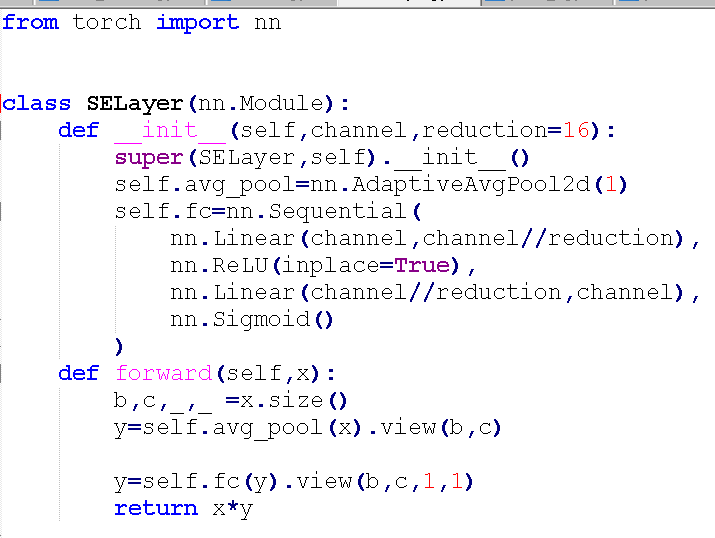 from torch import nn
class SELayer(nn.Module):
    def __init__(self,channel,reduction=16):
        super(SELayer,self).__init__()
        self.avg_pool=nn.AdaptiveAvgPool2d(1)
        self.fc=nn.Sequential(
            nn.Linear(channel,channel//reduction),
            nn.ReLU(inplace=True),
            nn.Linear(channel//reduction,channel),
            nn.Sigmoid()
        )
    def forward(self,x):
        b,c,_,_ =x.size()
        y=self.avg_pool(x).view(b,c)
        y=self.fc(y).view(b,c,1,1)
        return x*y